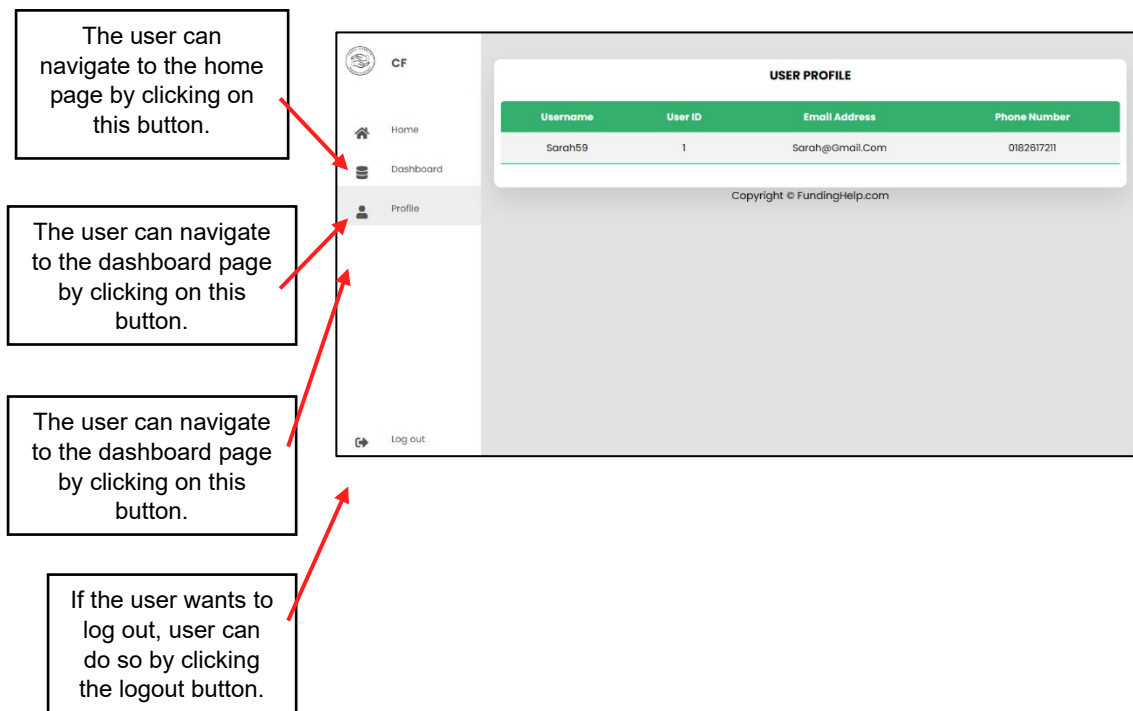 The user can
navigate to the home
page by clicking on
this button.
The user can navigate
to the dashboard page
by clicking on this
button.
The user can navigate
to the dashboard page
by clicking on this
button.
If the user wants to
log out, user can
do so by clicking
the logout button.
CF
Home
Dashboard
Profile
Log out
USER PROFILE
Username User ID Email Address Phone Number
Sarah59 1 Sarah@Gmail.Com 0182617211
Copyright © FundingHelp.com